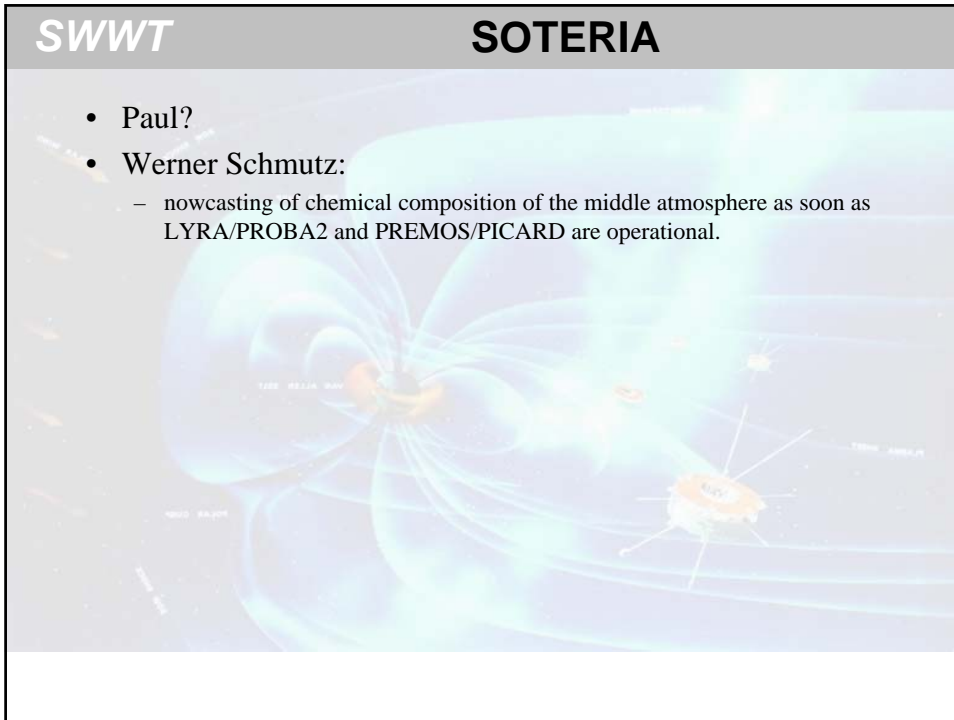 SWWT
SOTERIA
• Paul?
• Werner Schmutz:
– nowcasting of chemical composition of the middle atmosphere as soon as
LYRA/PROBA2 and PREMOS/PICARD are operational.